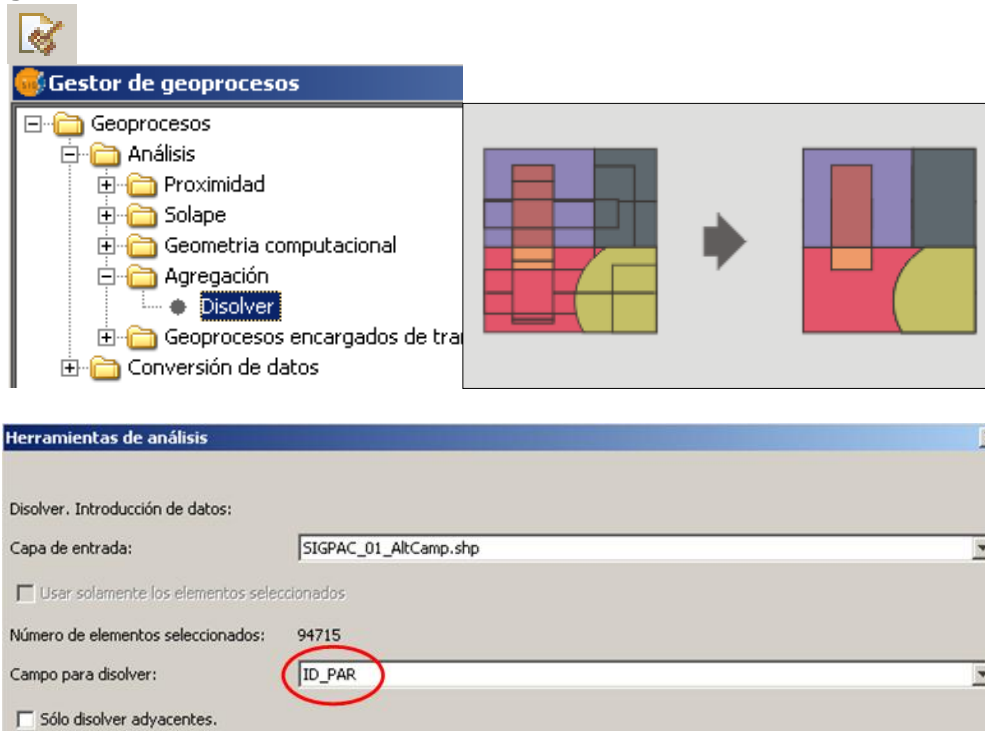 Gestor de geoprocesos
Geoprocesos
Análisis
Proximidad
Solape
Geometria computacional
Agregación
Disolver
Geoprocesos encargados de
Conversión de datos
Herramientas de análisis
Disolver. Introducción de datos:
Capa de entrada: SIGPAC_01_AltCamp.shp
Usar solamente los elementos seleccionados
Número de elementos seleccionados: 94715
Campo para disolver: ID_PAR
Sólo disolver adyacentes.